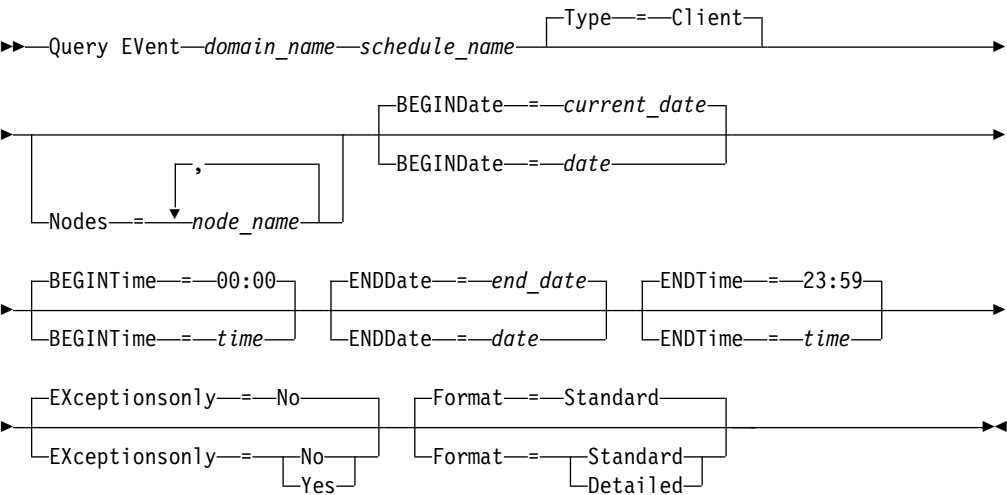 Type = Client
Query EVent domain_name schedule_name
BEGINDate = current_date
BEGINDate = date
,
Nodes = node_name
BEGINTime = 00:00 ENDDate = end_date ENDTime = 23:59
BEGINTime = time ENDDate = date ENDTime = time
EXceptionsonly = No Format = Standard
EXceptionsonly = No Format = Standard
Yes Detailed